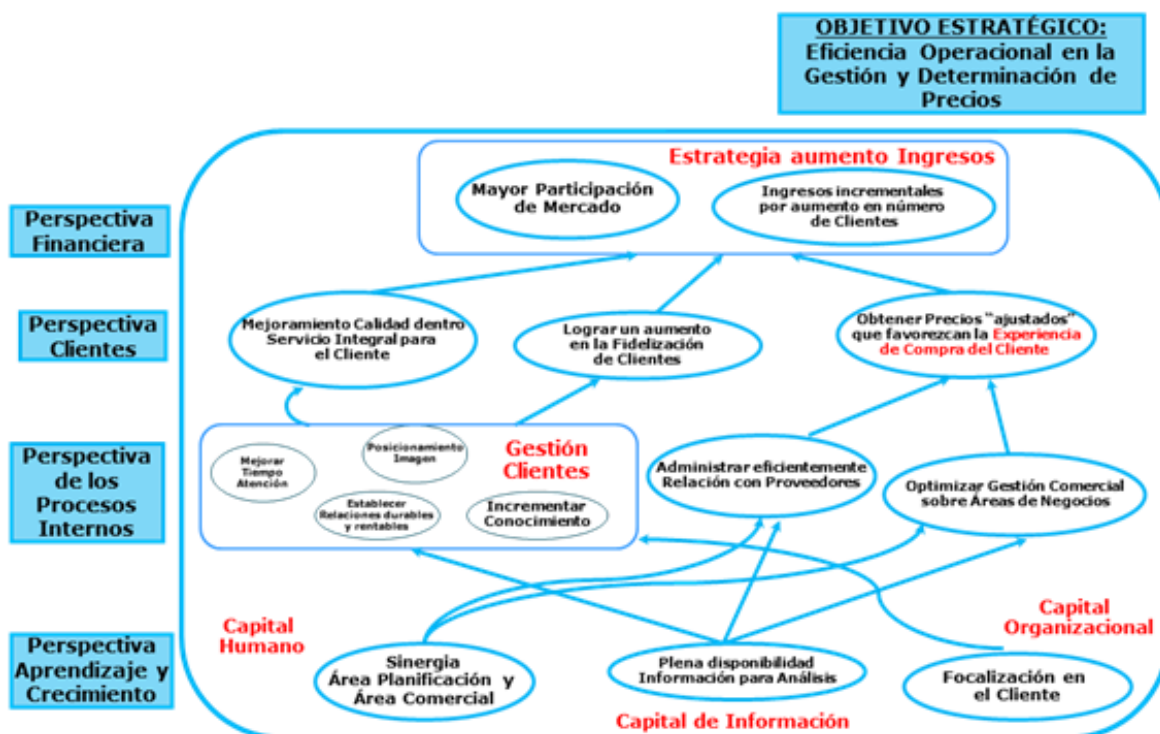 OBJETIVO ESTRATÉGICO:
Eficiencia Operacional en la
Gestión y Determinación de
Precios
Estrategia aumento Ingresos
Mayor Participación
de Mercado
Ingresos incrementales
por aumento en número
de Clientes
Perspectiva
Financiera
Perspectiva
Clientes
Mejoramiento Calidad dentro
Servicio Integral para
el Cliente
Lograr un aumento
en la Fidelización
de Clientes
Obtener Precios “ajustados”
que favorezcan la Experiencia
de Compra del Cliente
Perspectiva
de los
Procesos
Internos
Mejorar
Tiempo
Atención
Posicionamiento
Imagen
Gestión
Clientes
Establecer
Relaciones durables
y rentables
Incrementar
Conocimiento
Administrar eficientemente
Relación con Proveedores
Optimizar Gestión Comercial
sobre Áreas de Negocios
Perspectiva
Aprendizaje y
Crecimiento
Capital
Humano
Sinergia
Área Planificación y
Área Comercial
Plena disponibilidad
Información para Análisis
Capital de Información
Capital
Organizacional
Focalización en
el Cliente